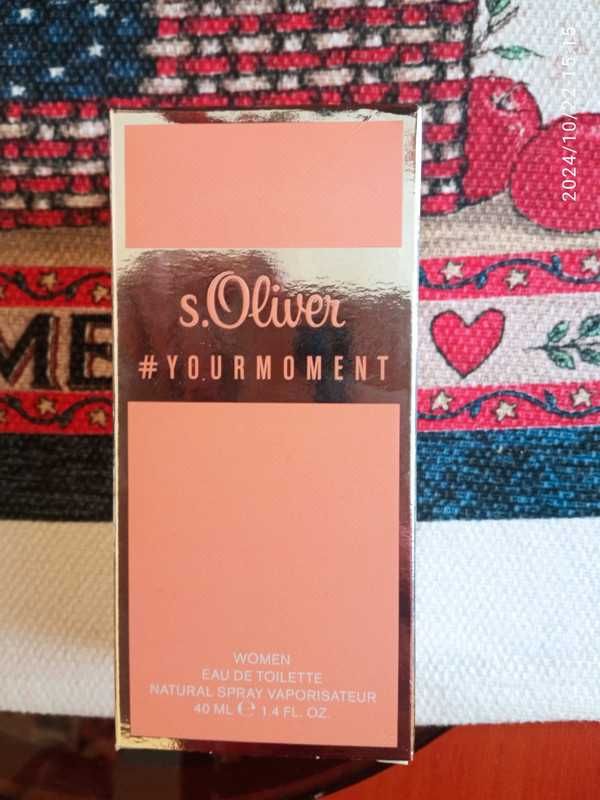 2024/10/22 15:15
ME
s.Oliver
#YOURMOMENT
WOMEN
EAU DE TOILETTE
NATURAL SPRAY VAPORISATEUR
40 ML ℮ 1.4 FL. OZ.